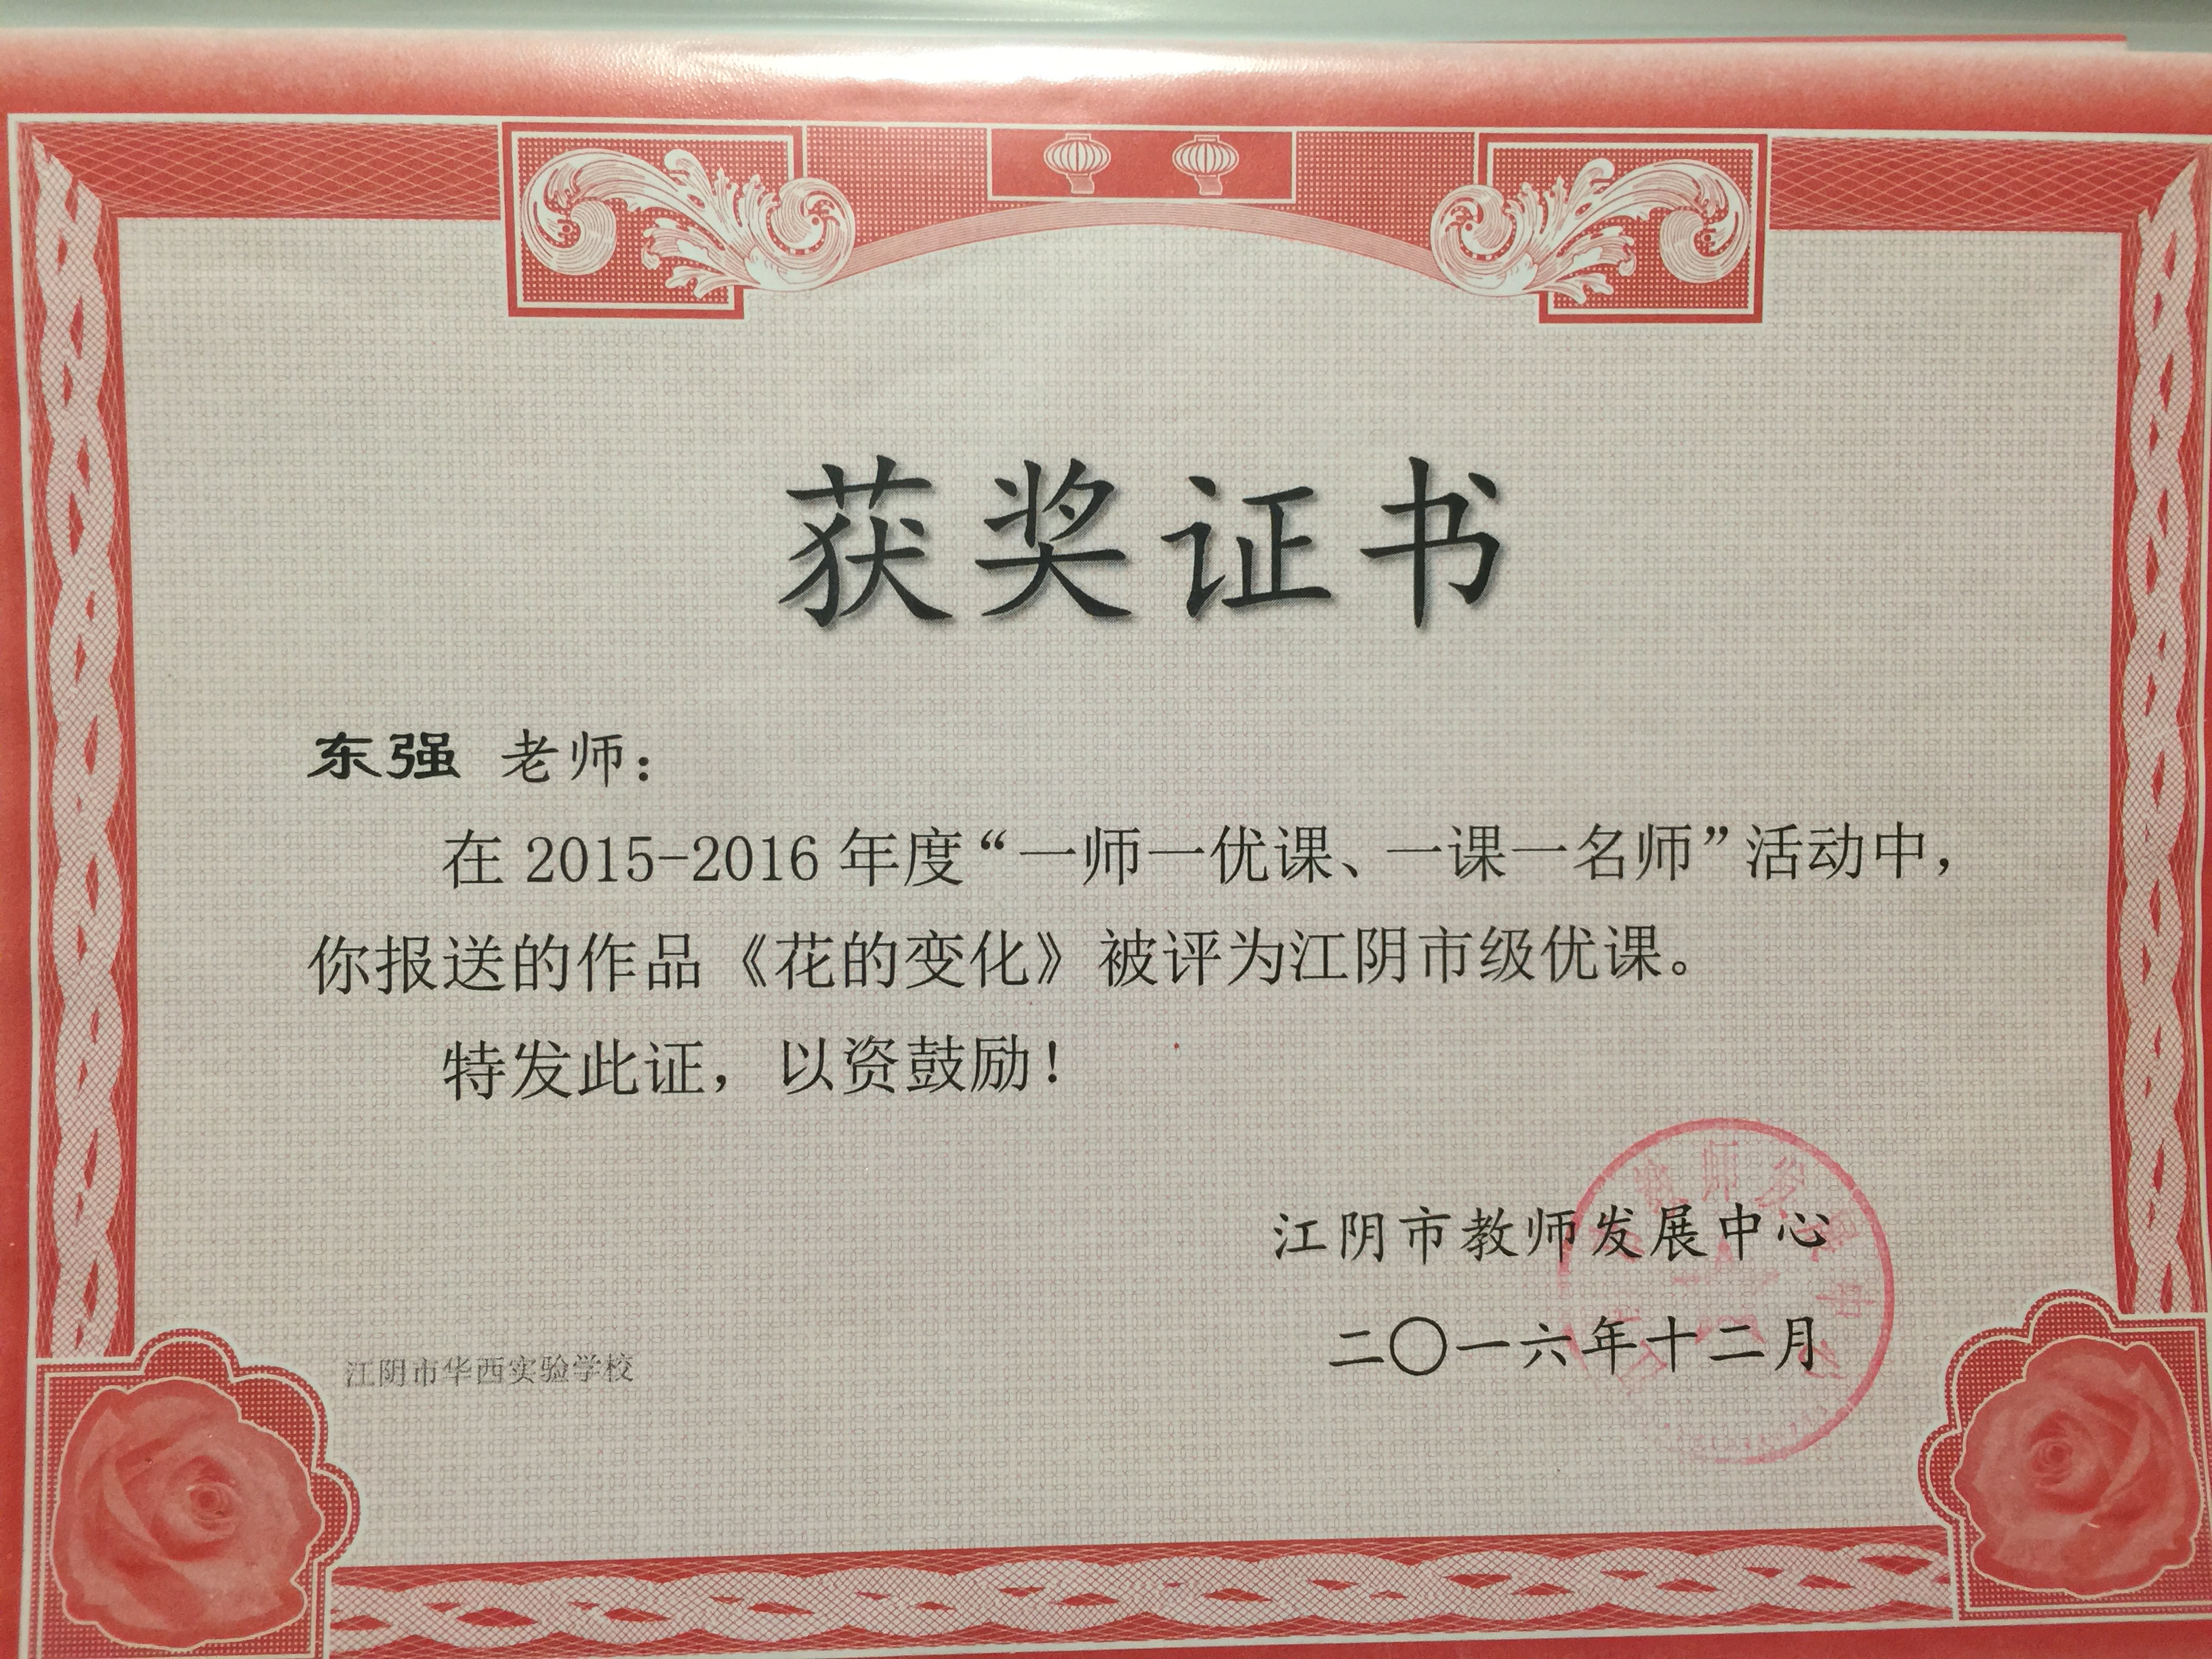 获奖证书
东强 老师：
在 2015-2016 年度“一师一优课、一课一名师”活动中，
你报送的作品《花的变化》被评为江阴市级优课。
特发此证，以资鼓励！
江阴市教师发展中心
二〇一六年十二月
江阴市华西实验学校